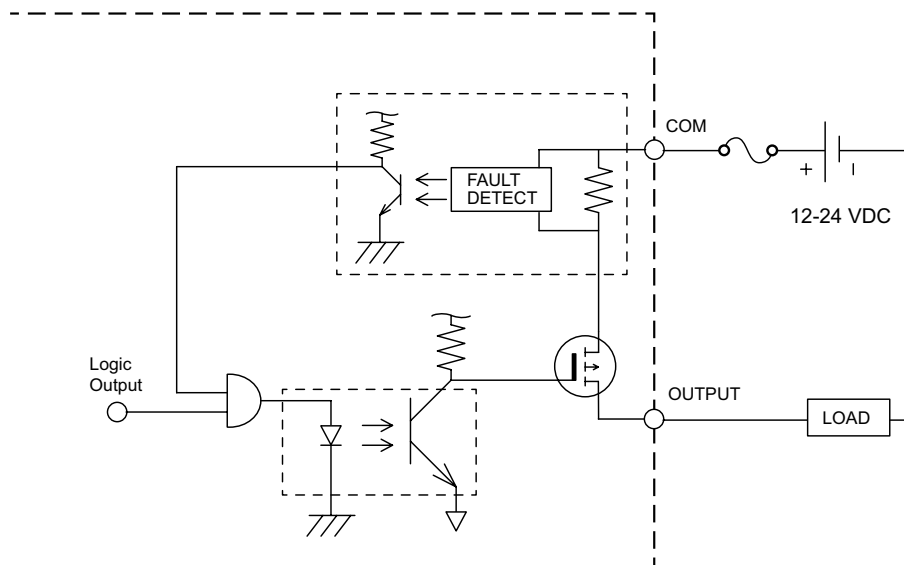 COM
FAULT
DETECT
+
12-24 VDC
Logic
Output
OUTPUT
LOAD